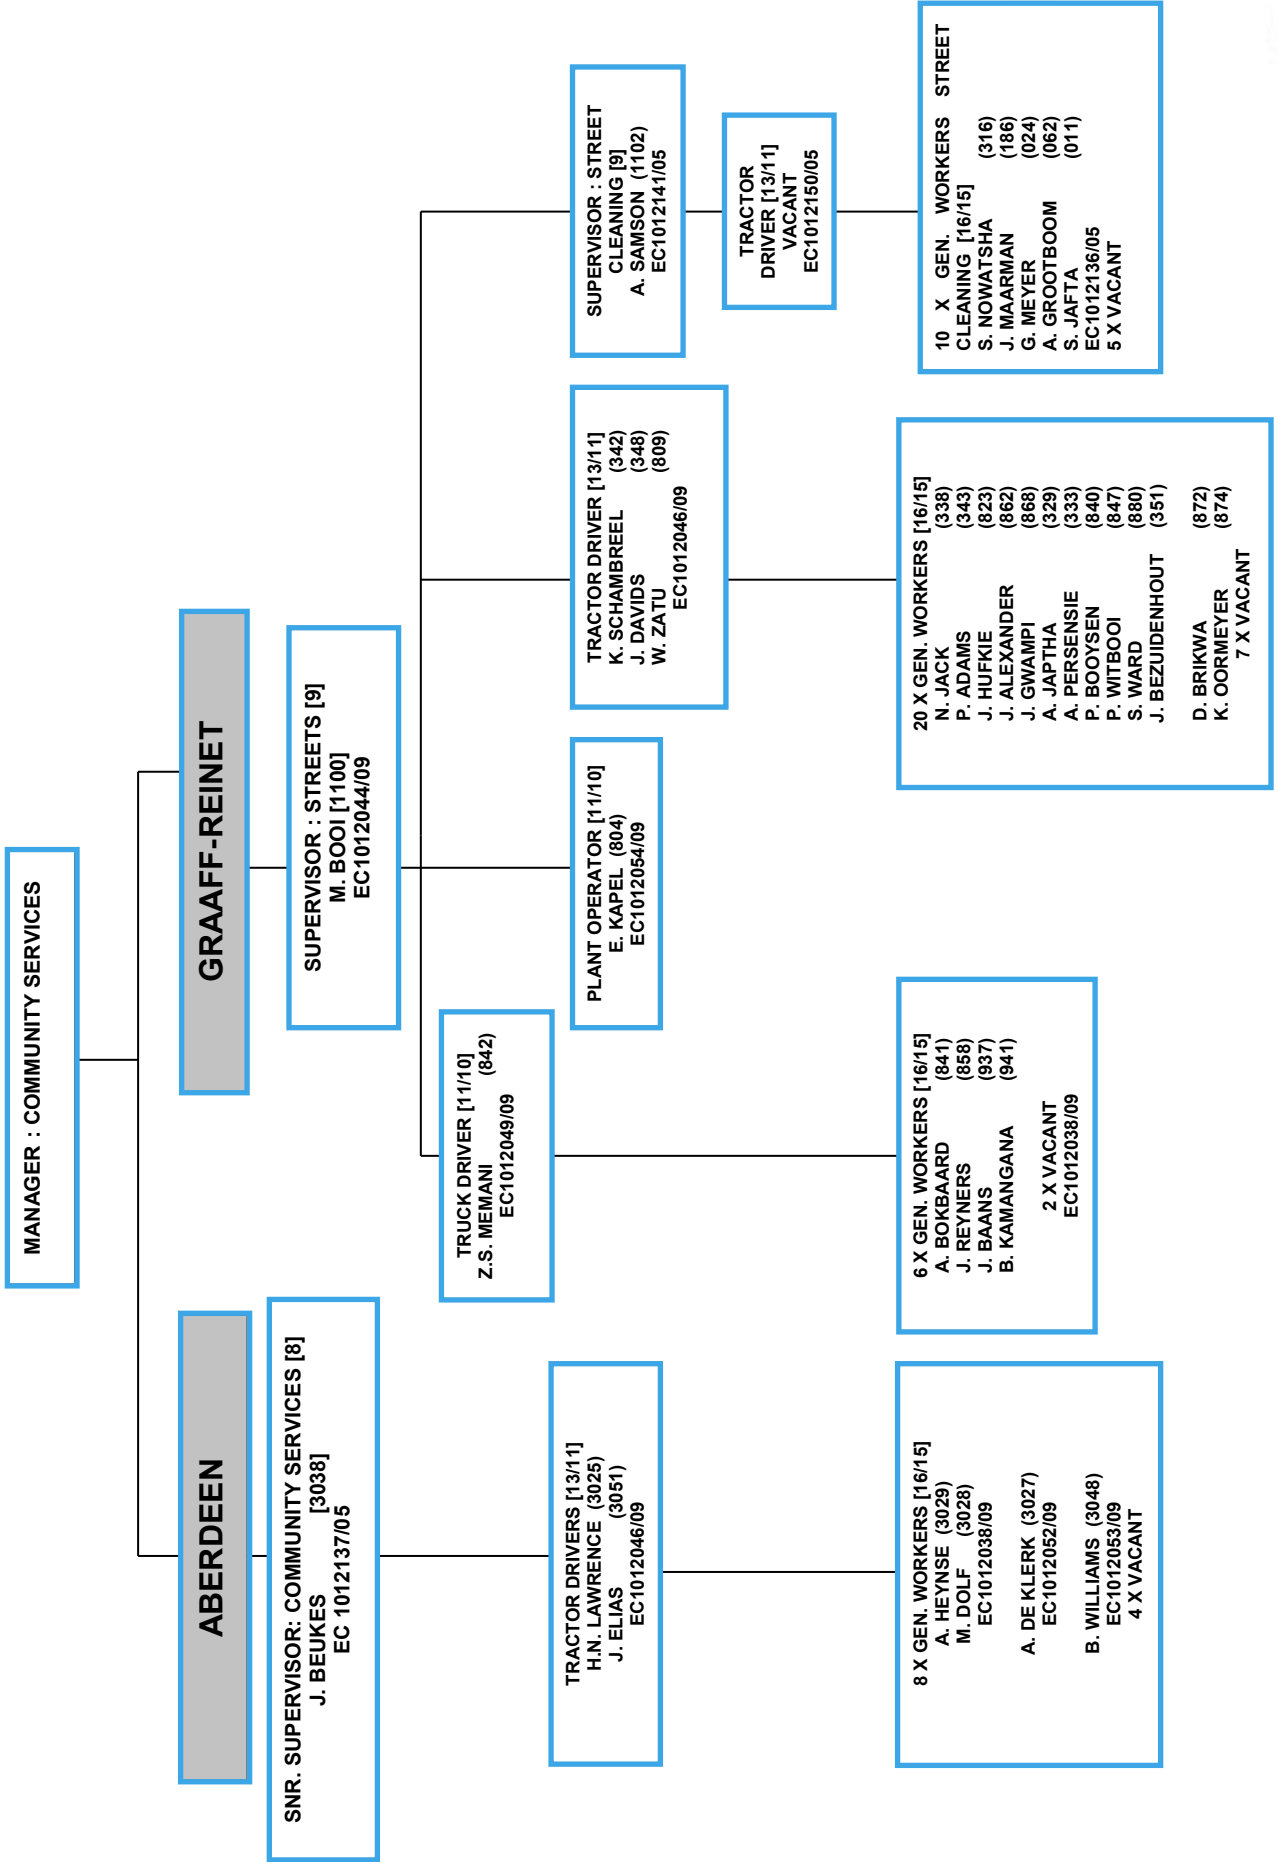 MANAGER : COMMUNITY SERVICES
ABERDEEN
SNR. SUPERVISOR: COMMUNITY SERVICES [8]
J. BEUKES [3038]
EC 1012137/05
TRACTOR DRIVERS [13/11]
H.N. LAWRENCE (3025)
J. ELIAS (3051)
EC1012046/09
8 X GEN. WORKERS [16/15]
A. HEYNSE (3029)
M. DOLF (3028)
EC1012038/09
A. DE KLERK (3027)
EC1012052/09
B. WILLIAMS (3048)
EC1012053/09
4 X VACANT
GRAAFF-REINET
SUPERVISOR : STREETS [9]
M. BOOI [1100]
EC1012044/09
TRUCK DRIVER [11/10]
Z.S. MEMANI (842)
EC1012049/09
6 X GEN. WORKERS [16/15]
A. BOKBAARD (841)
J. REYNERS (858)
J. BAANS (937)
B. KAMANGANA (941)
2 X VACANT
EC1012038/09
PLANT OPERATOR [11/10]
E. KAPEL (804)
EC1012054/09
TRACTOR DRIVER [13/11]
K. SCHAMBREEL (342)
J. DAVIDS (348)
W. ZATU (809)
EC1012046/09
20 X GEN. WORKERS [16/15]
N. JACK (338)
P. ADAMS (343)
J. HUFKIE (823)
J. ALEXANDER (862)
J. GWAMPI (868)
A. JAPTHA (329)
A. PERSENSIE (333)
P. BOOYSEN (840)
P. WITBOOI (847)
S. WARD (880)
J. BEZUIDENHOUT (351)
D. BRIKWA (872)
K. OORMEYER (874)
7 X VACANT
SUPERVISOR : STREET
CLEANING [9]
A. SAMSON (1102)
EC1012141/05
TRACTOR
DRIVER [13/11]
VACANT
EC1012150/05
10 X GEN. WORKERS STREET
CLEANING [16/15]
S. NOWATSHA (316)
J. MAARMAN (186)
G. MEYER (024)
A. GROOTBOOM (062)
S. JAFTA (011)
EC1012136/05
5 X VACANT